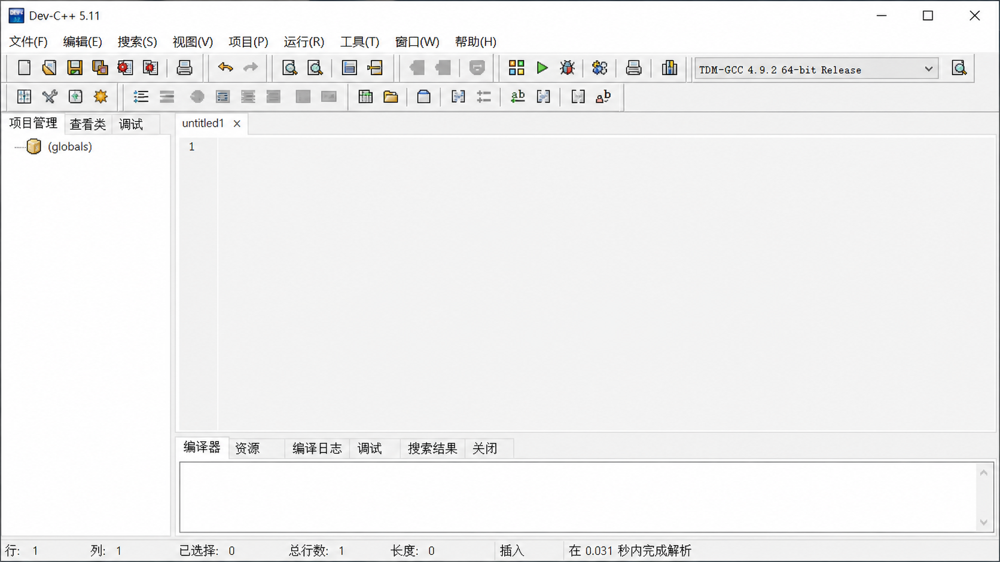 Dev-C++ 5.11
文件(F) 编辑(E) 搜索(S) 视图(V) 项目(P) 运行(R) 工具(T) 窗口(W) 帮助(H)
TDM-GCC 4.9.2 64-bit Release
项目管理 查看类 调试
untitled1
(globals)
1
编译器 资源 编译日志 调试 搜索结果 关闭
行: 1 列: 1 已选择: 0 总行数: 1 长度: 0 插入 在 0.031 秒内完成解析